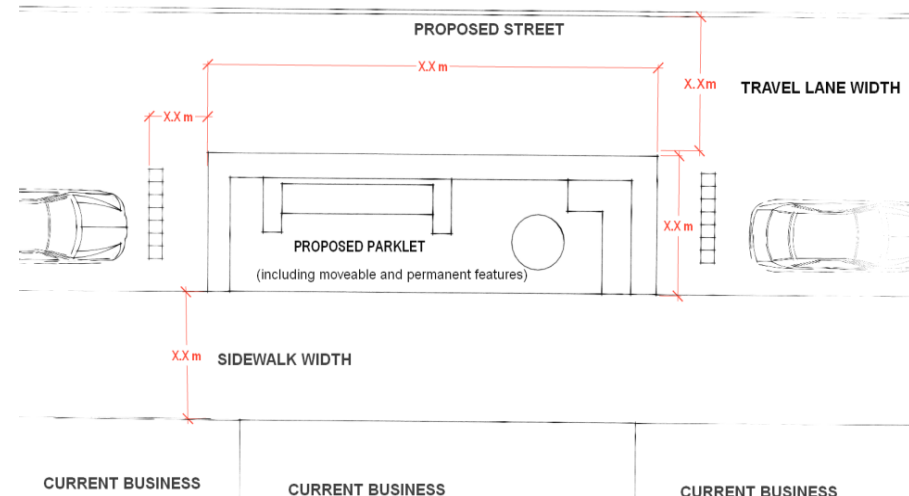 PROPOSED STREET
X.X m
X.Xm
TRAVEL LANE WIDTH
X.X m
X.X m
PROPOSED PARKLET
(including moveable and permanent features)
X.X m
SIDEWALK WIDTH
CURRENT BUSINESS
CURRENT BUSINESS
CURRENT BUSINESS